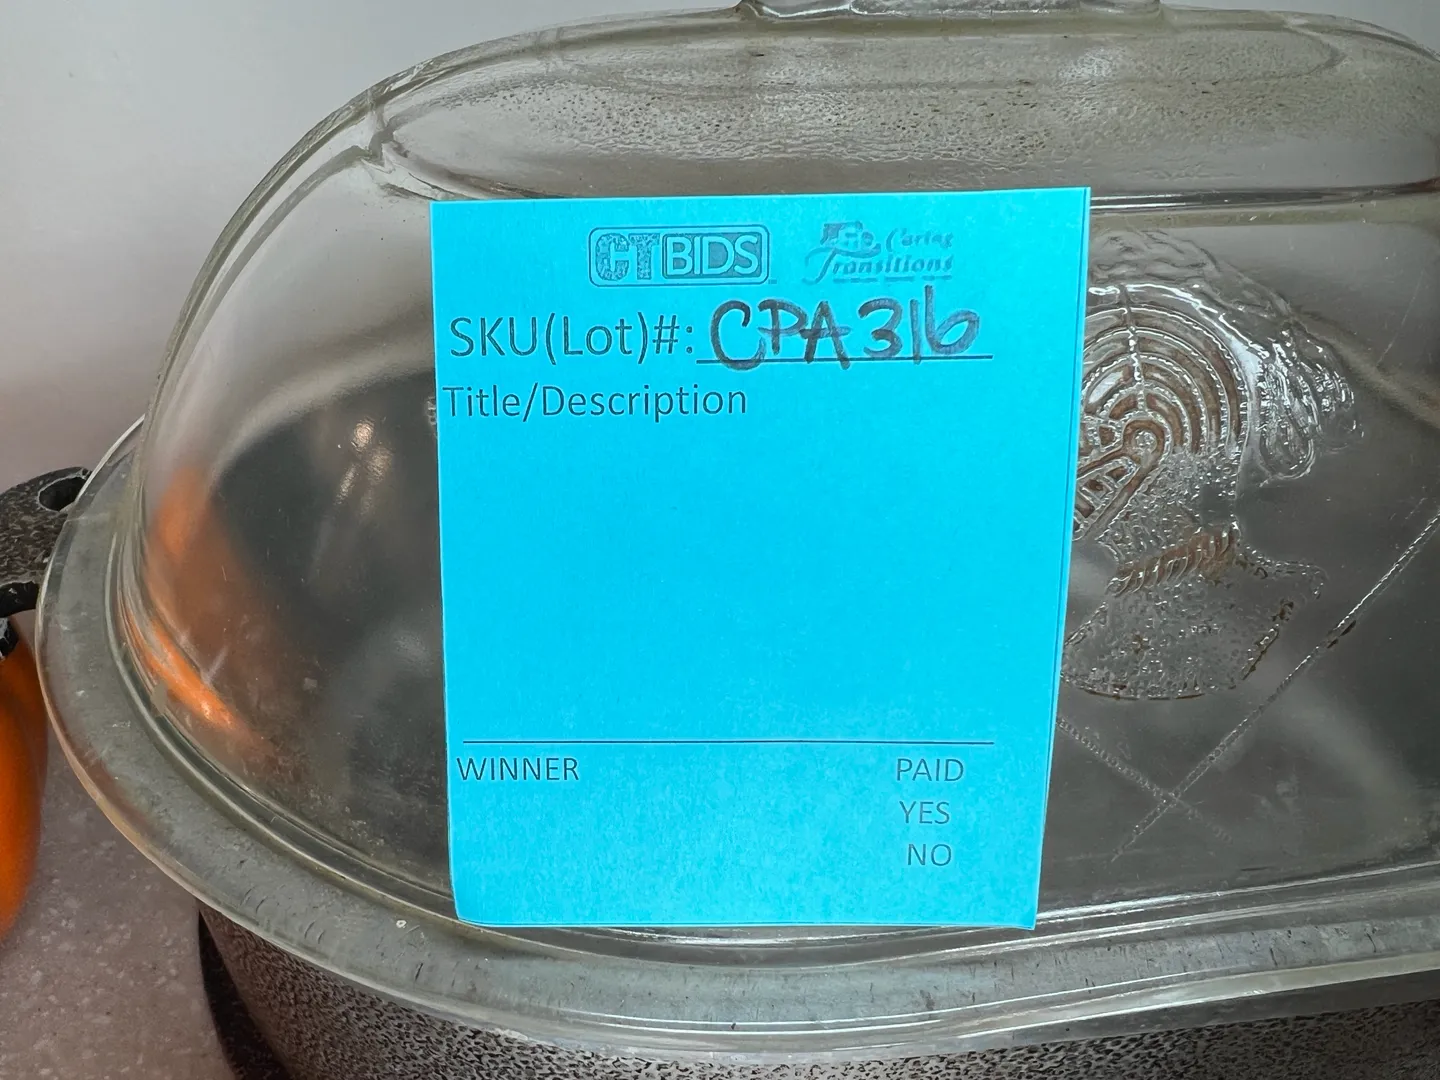 CTBIDS
Caring
Transitions
SKU(Lot)#: CPA316
Title/Description
WINNER PAID
YES
NO